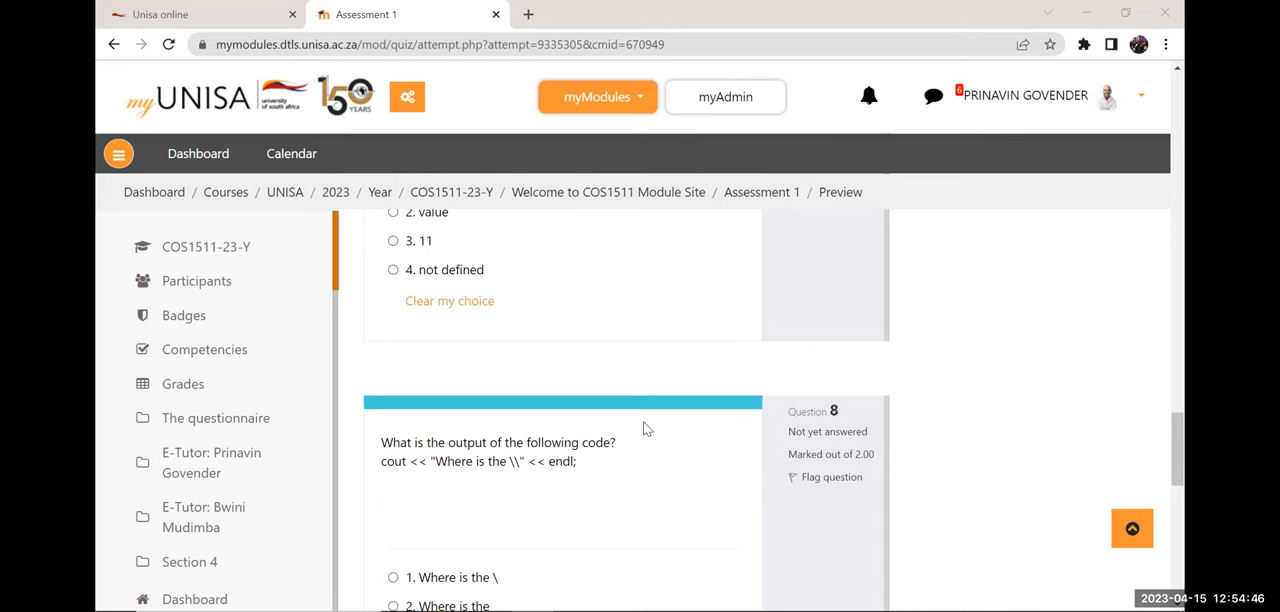 Unisa online
Assessment 1
mymodules.dtls.unisa.ac.za/mod/quiz/attempt.php?attempt=9335305&cmid=670949
myUNISA university of south africa 150 YEARS
myModules
myAdmin
6
PRINAVIN GOVENDER
Dashboard
Calendar
Dashboard / Courses / UNISA / 2023 / Year / COS1511-23-Y / Welcome to COS1511 Module Site / Assessment 1 / Preview
COS1511-23-Y
Participants
Badges
Competencies
Grades
The questionnaire
E-Tutor: Prinavin
Govender
E-Tutor: Bwini
Mudimba
Section 4
Dashboard
2. value
3. 11
4. not defined
Clear my choice
What is the output of the following code?
cout << "Where is the \\" << endl;
1. Where is the \
2. Where is the
Question 8
Not yet answered
Marked out of 2.00
Flag question
2023-04-15 12:54:46